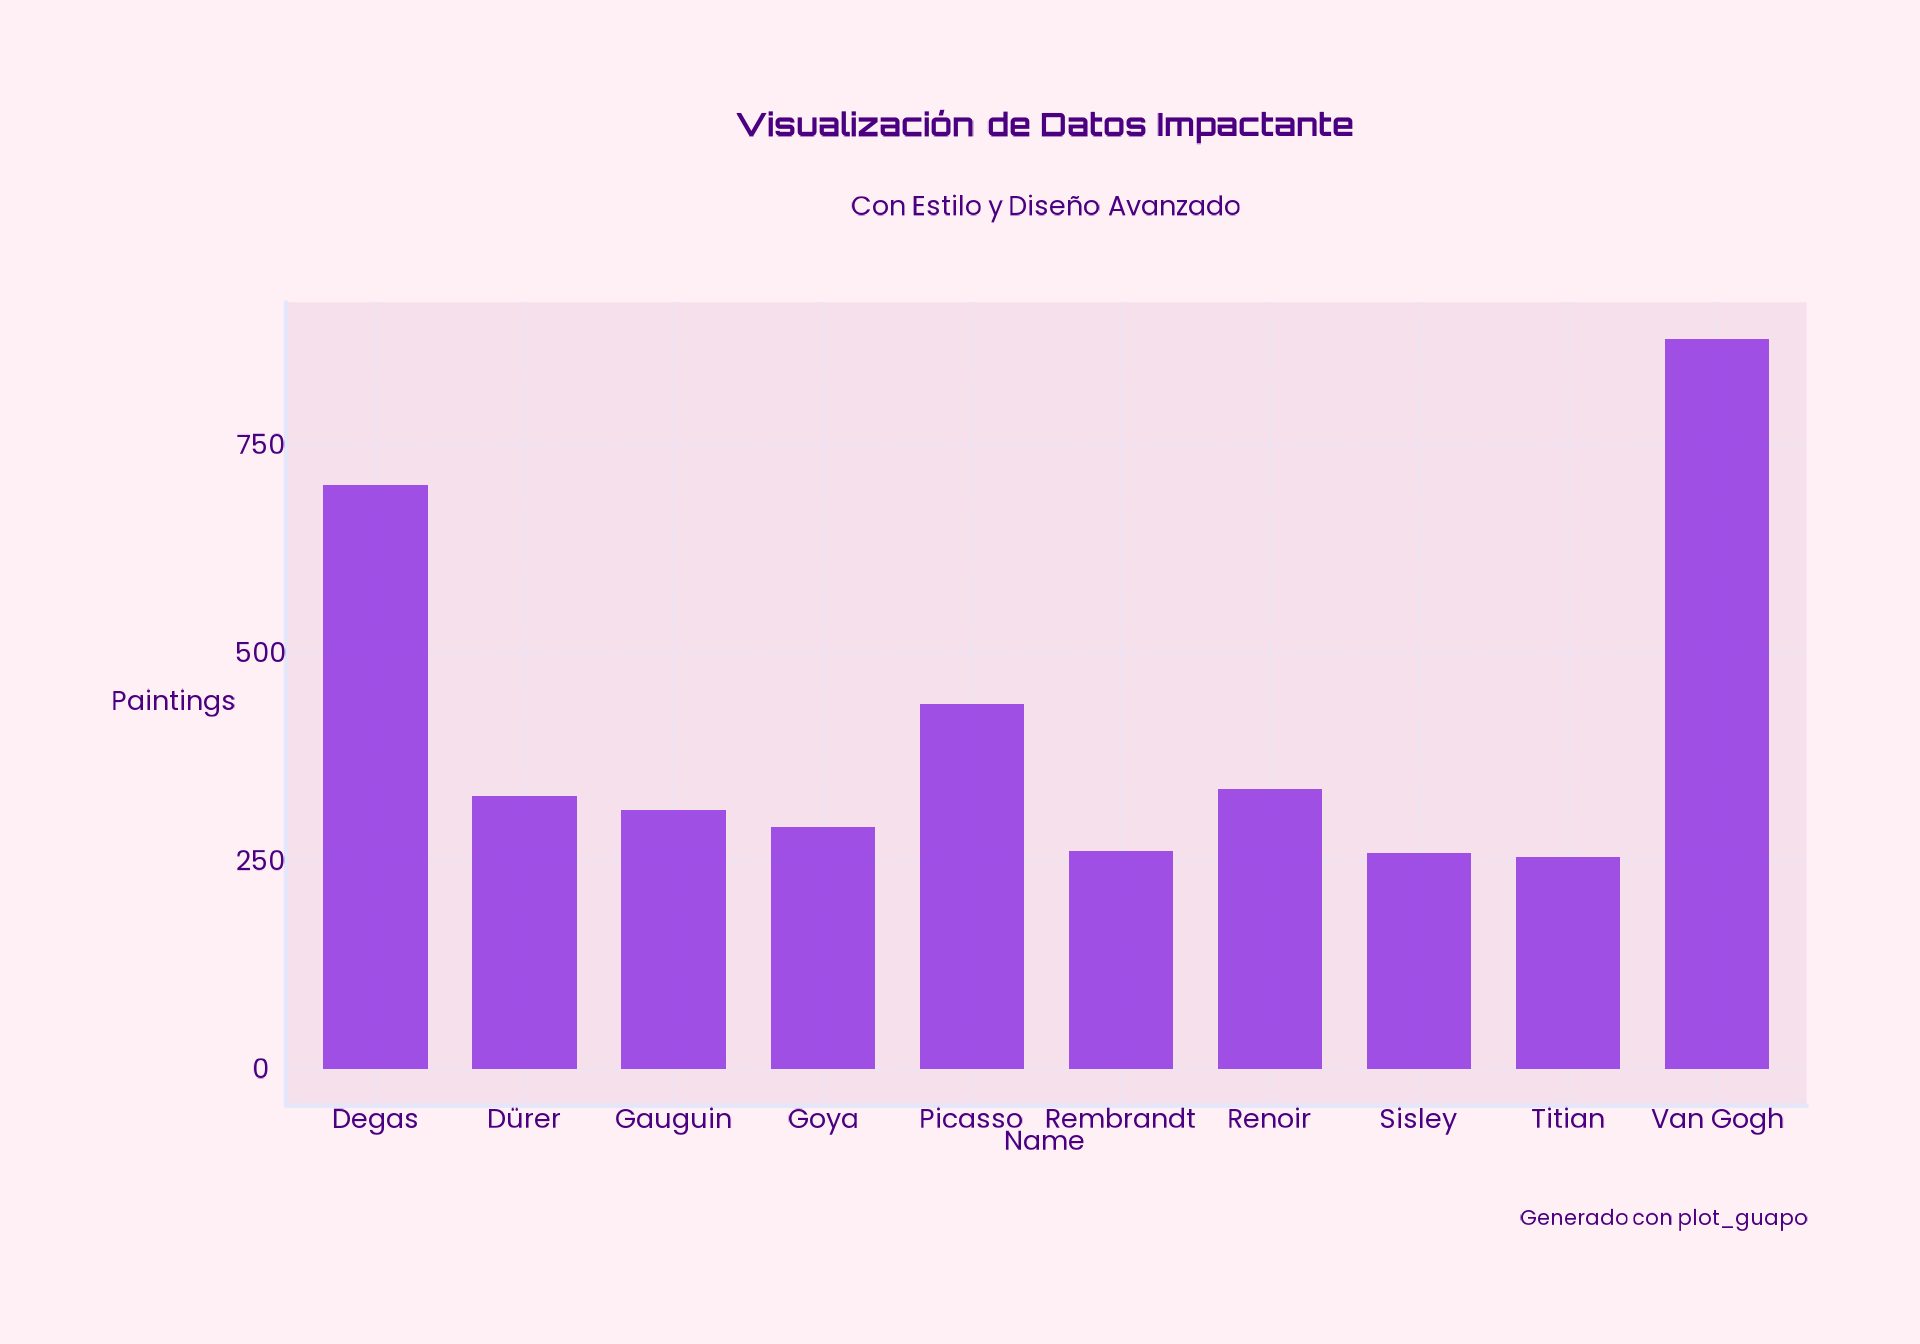 Visualización de Datos Impactante
Con Estilo y Diseño Avanzado
750
500
Paintings
250
0
Degas Dürer Gauguin Goya Picasso Rembrandt Renoir Sisley Titian Van Gogh
Name
Generado con plot_guapo